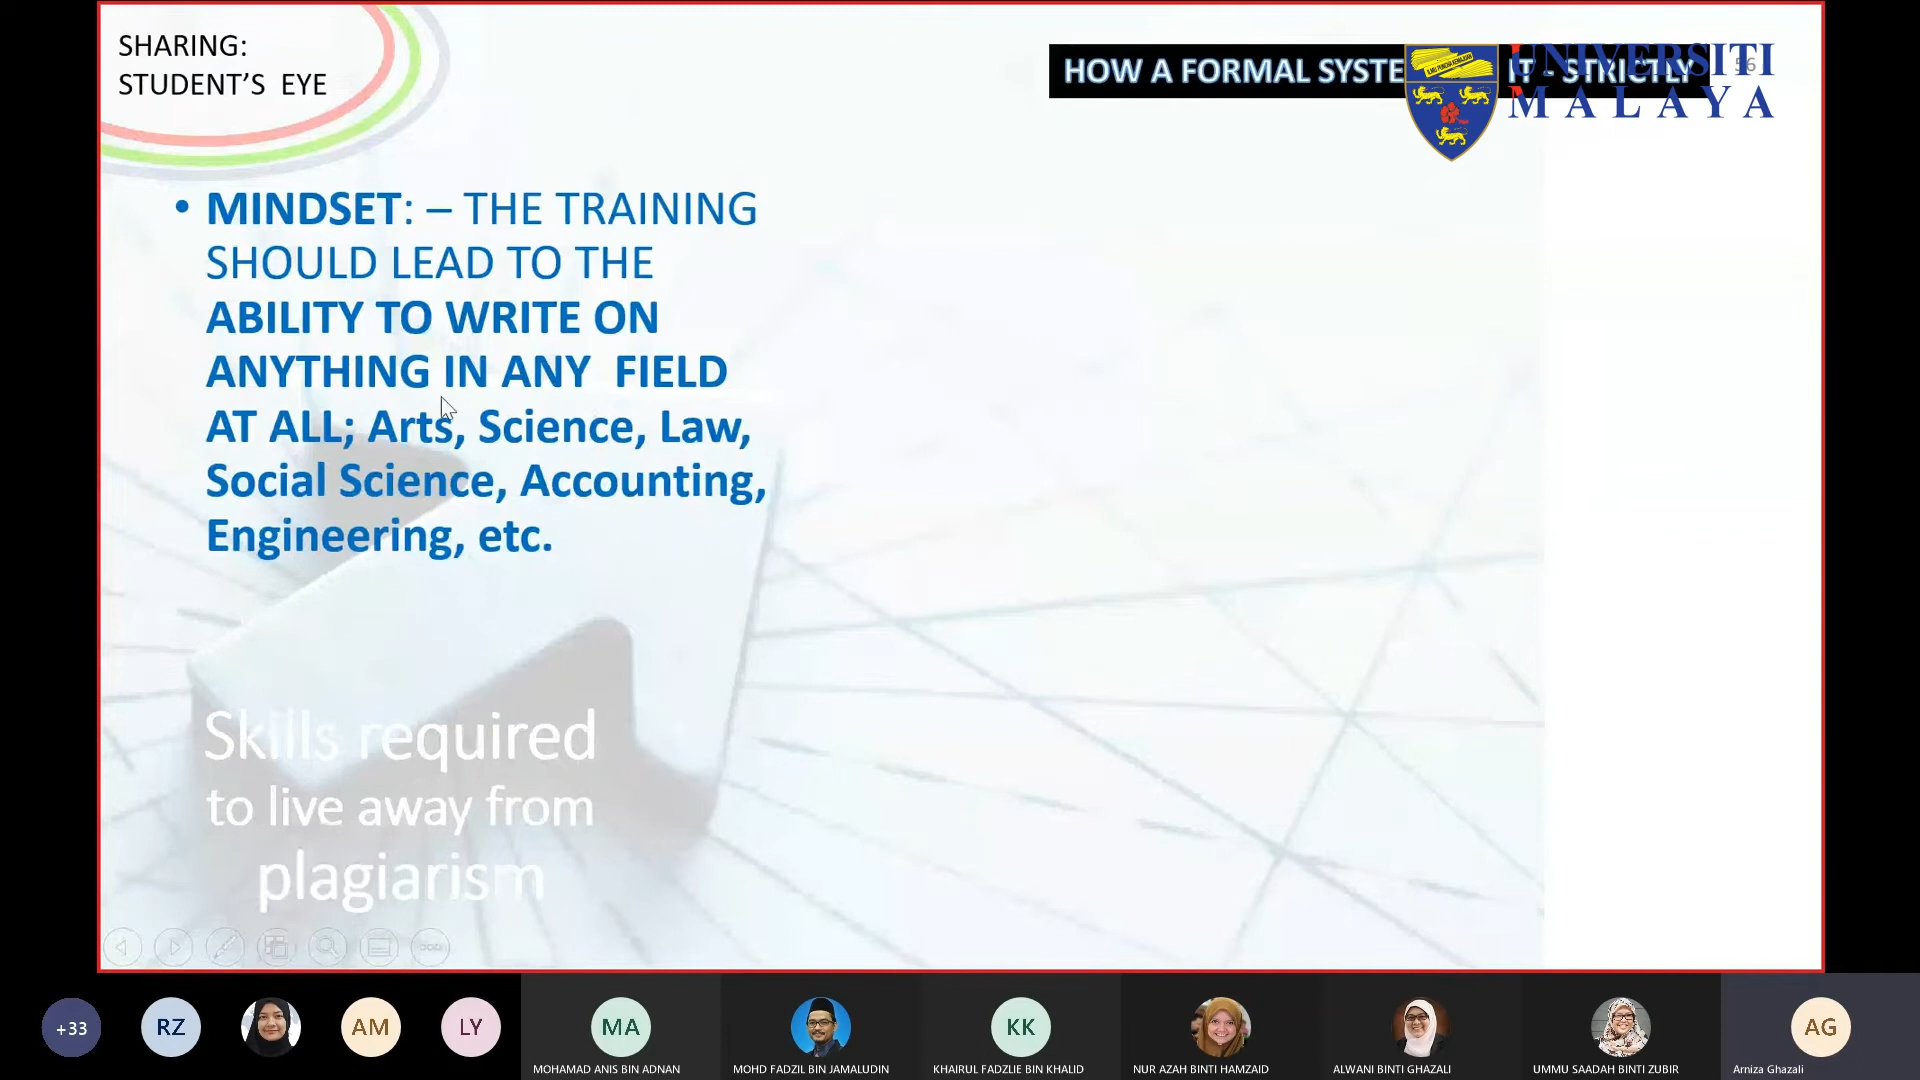 SHARING:
STUDENT’S EYE
HOW A FORMAL SYSTE IT - STRICTLY
56
UNIVERSITI
MALAYA
• MINDSET: – THE TRAINING
SHOULD LEAD TO THE
ABILITY TO WRITE ON
ANYTHING IN ANY FIELD
AT ALL; Arts, Science, Law,
Social Science, Accounting,
Engineering, etc.
Skills required
to live away from
plagiarism
+33
RZ
AM
LY
MA
KK
AG
MOHAMAD ANIS BIN ADNAN
MOHD FADZIL BIN JAMALUDIN
KHAIRUL FADZLIE BIN KHALID
NUR AZAH BINTI HAMZAID
ALWANI BINTI GHAZALI
UMMU SAADAH BINTI ZUBIR
Arniza Ghazali